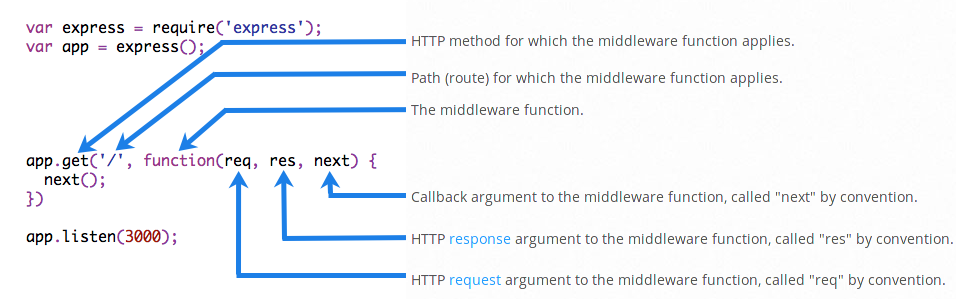 var express = require('express');
var app = express();
HTTP method for which the middleware function applies.
Path (route) for which the middleware function applies.
The middleware function.
app.get('/', function(req, res, next) {
  next();
})
Callback argument to the middleware function, called "next" by convention.
app.listen(3000);
HTTP response argument to the middleware function, called "res" by convention.
HTTP request argument to the middleware function, called "req" by convention.